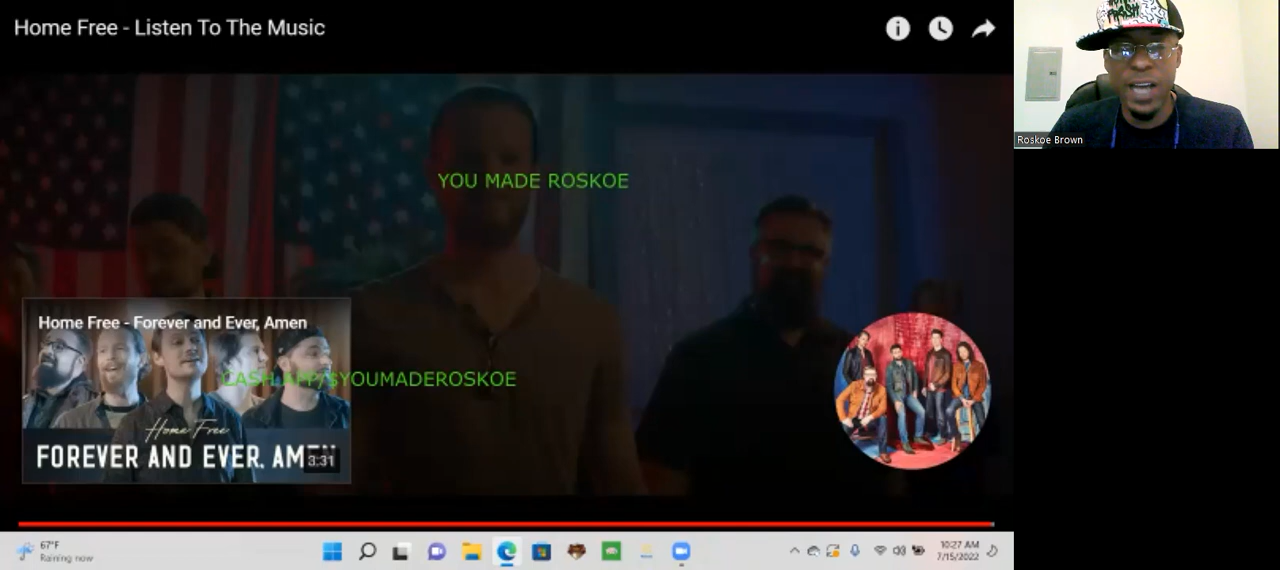 Home Free - Listen To The Music
Roskoe Brown
YOU MADE ROSKOE
Home Free - Forever and Ever, Amen
CASH APP/$YOUMADEROSKOE
Home Free
FOREVER AND EVER, AMEN
3:31
67°F
Raining now
10:27 AM
7/15/2022